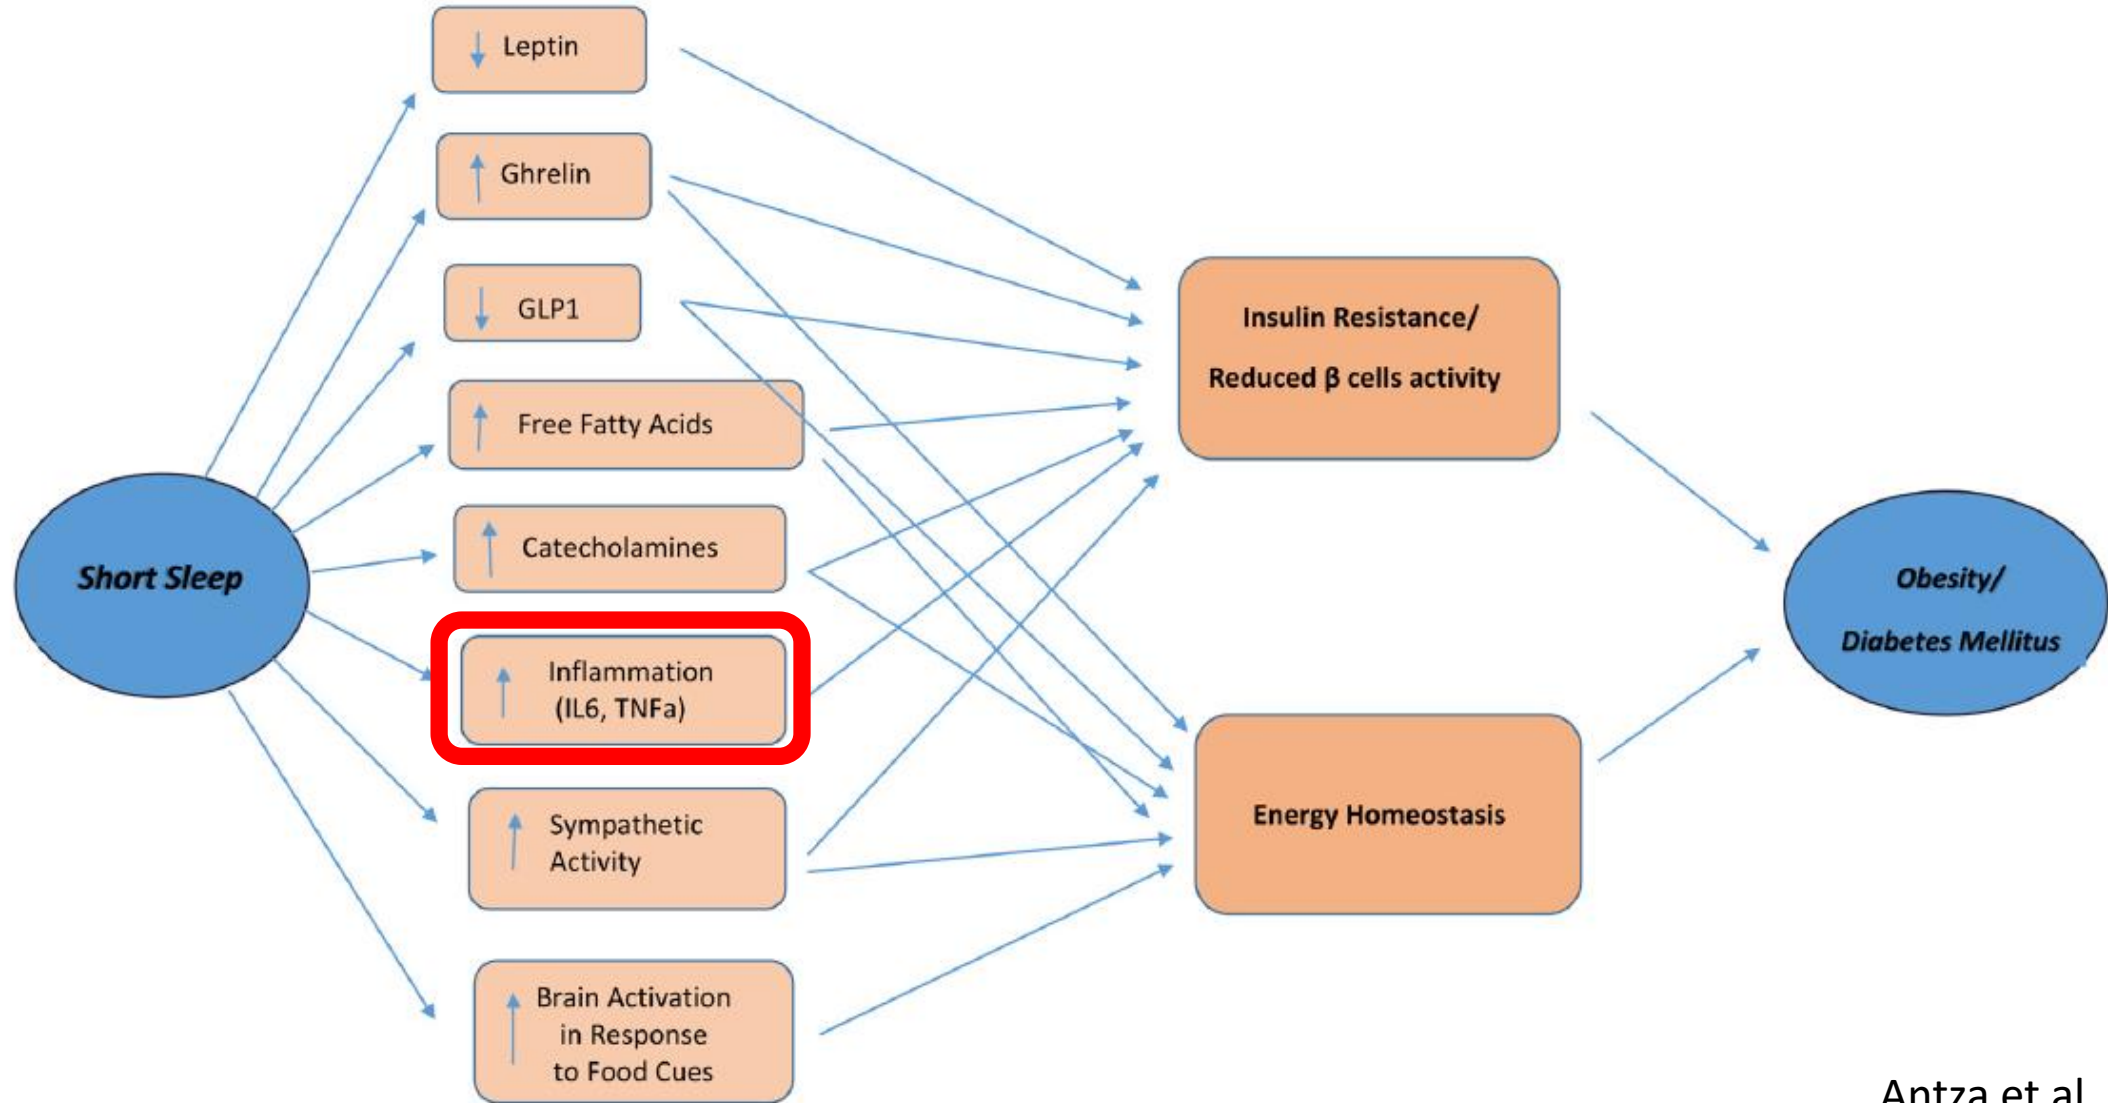 Leptin
Ghrelin
GLP1
Free Fatty Acids
Catecholamines
Inflammation
(IL6, TNFa)
Sympathetic
Activity
Brain Activation
in Response
to Food Cues
Short Sleep
Insulin Resistance/
Reduced β cells activity
Energy Homeostasis
Obesity/
Diabetes Mellitus
Antza et al